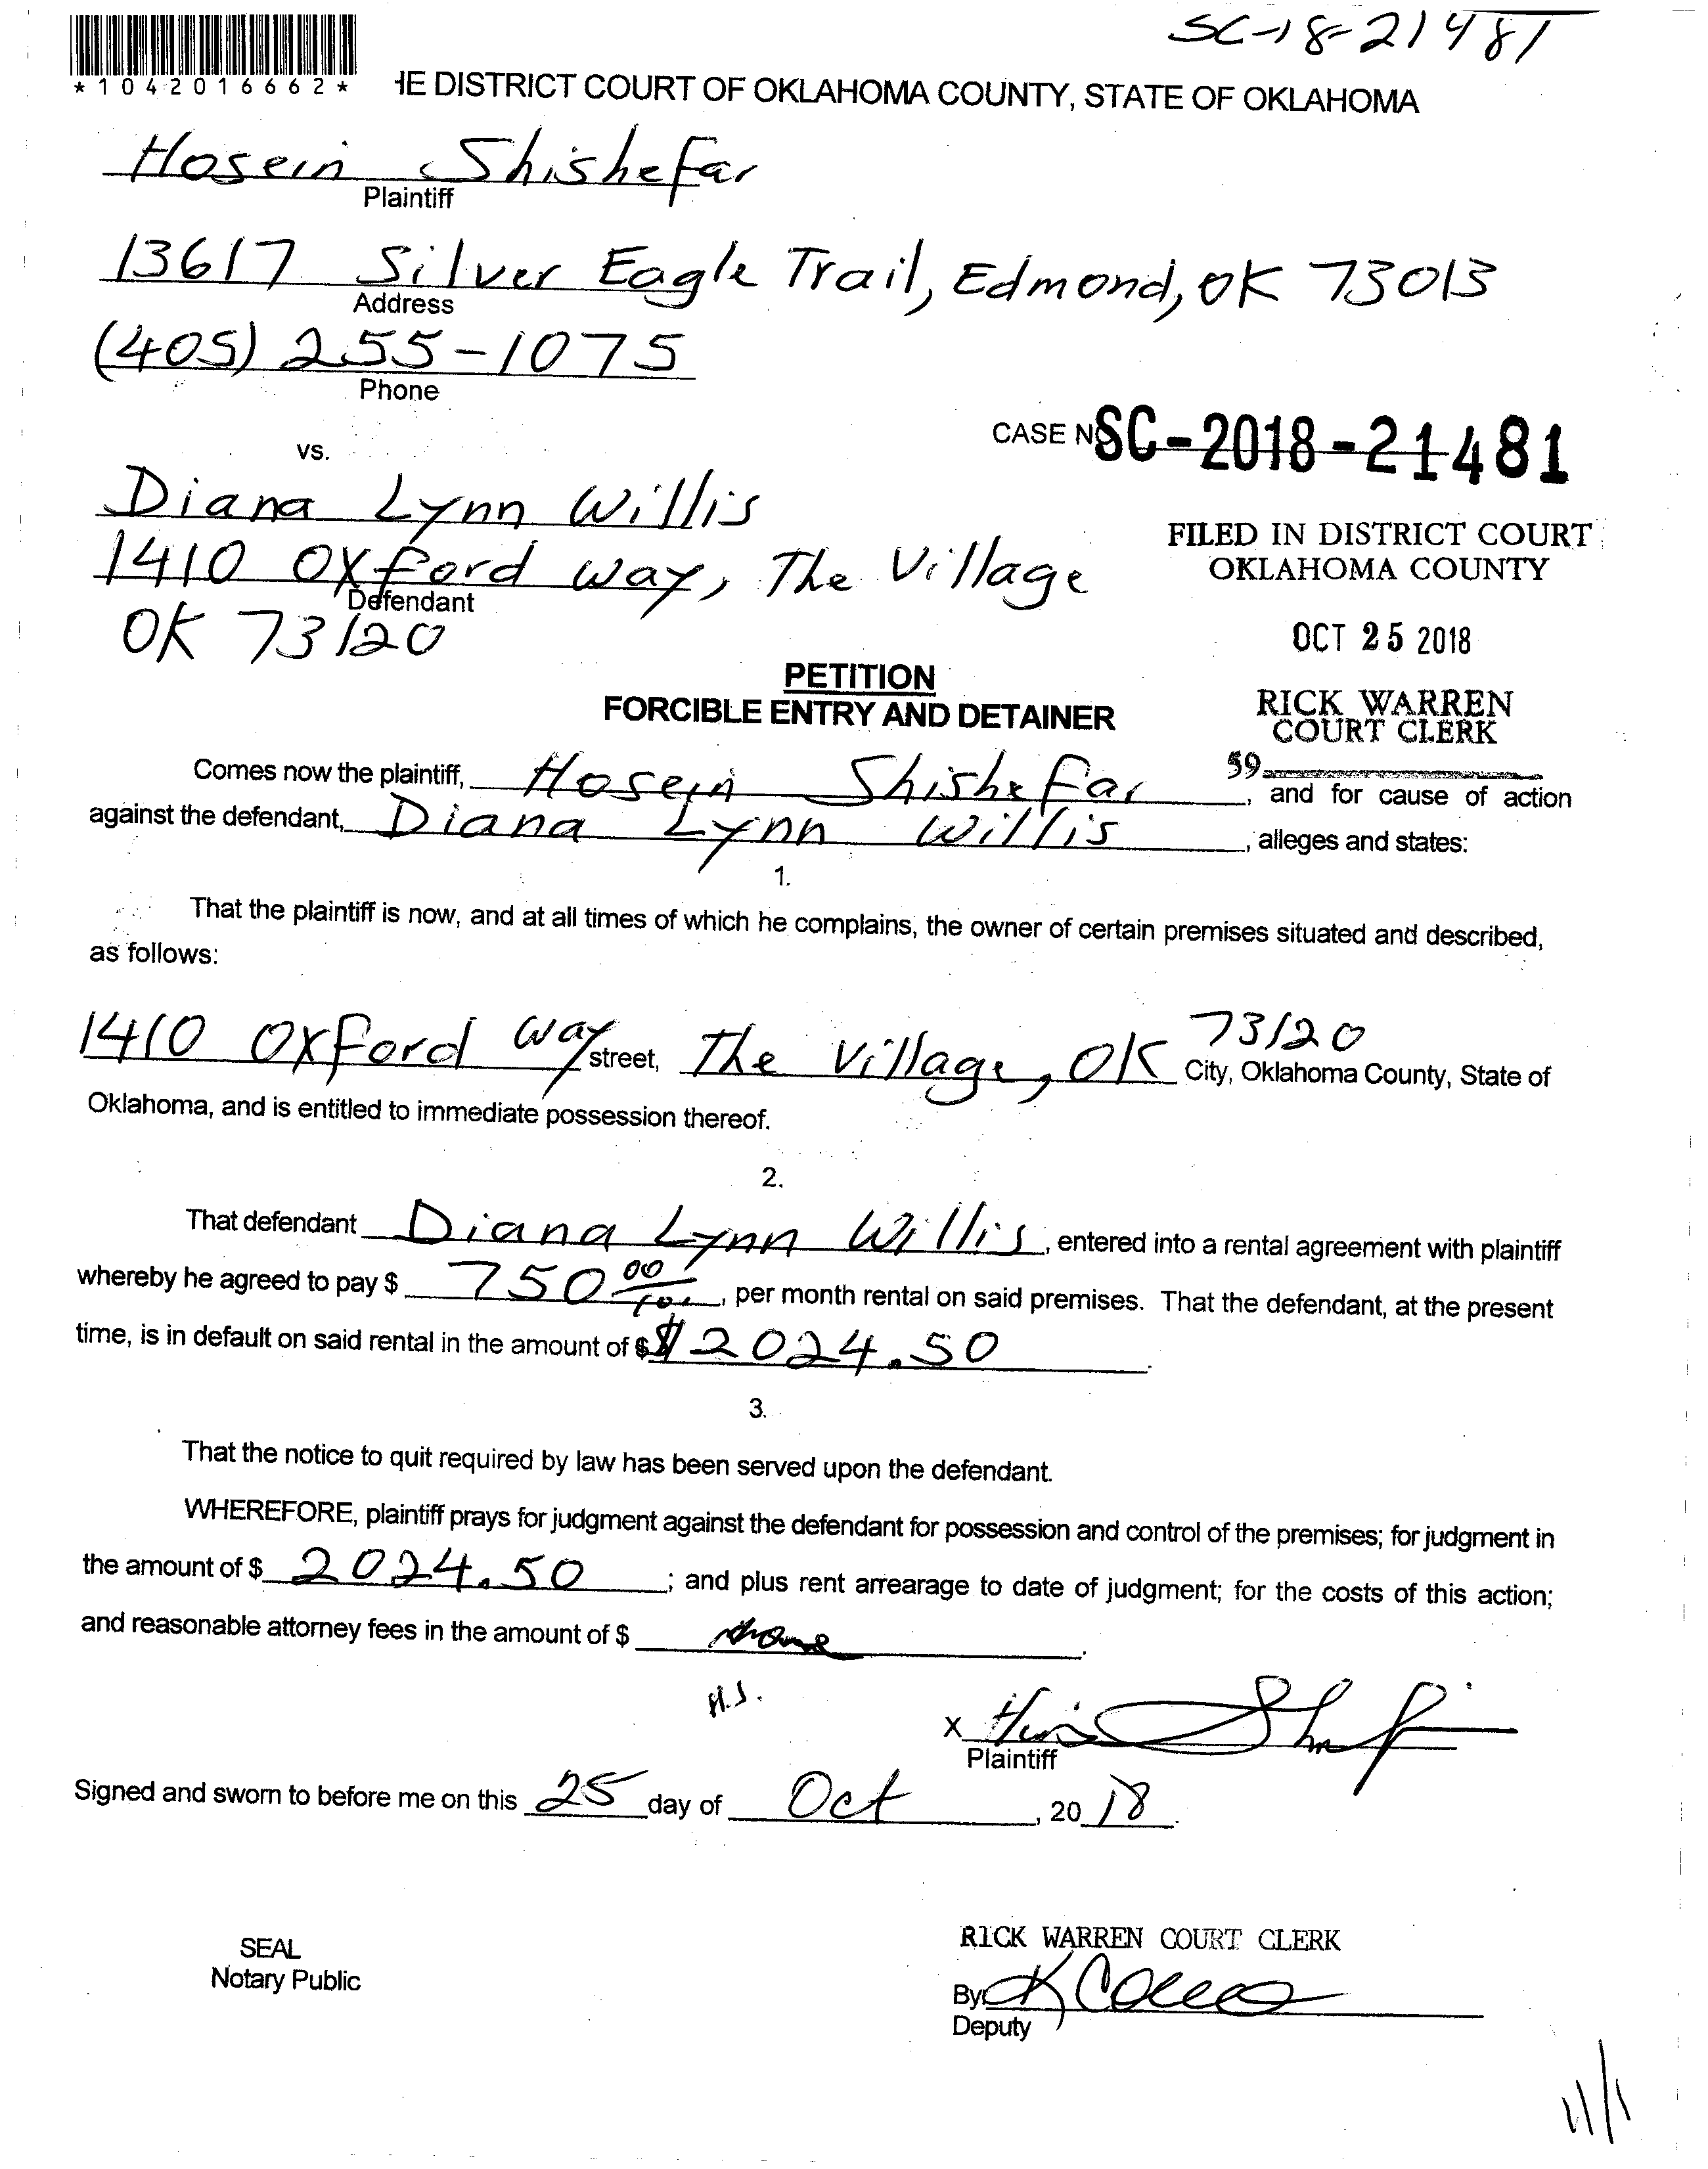 SC-18-21481
*1042016662*
HE DISTRICT COURT OF OKLAHOMA COUNTY, STATE OF OKLAHOMA
Hosein Shishefar
Plaintiff
13617 Silver Eagle Trail, Edmond, OK 73013
Address
(405) 255-1075
Phone
CASE NO SC-2018-21481
vs.
Diana Lynn Willis
1410 Oxford way, The Village
Defendant
OK 73120
FILED IN DISTRICT COURT
OKLAHOMA COUNTY
OCT 25 2018
RICK WARREN
COURT CLERK
59
PETITION
FORCIBLE ENTRY AND DETAINER
Comes now the plaintiff, Hosein Shishefar, and for cause of action
against the defendant, Diana Lynn Willis, alleges and states:
1.
That the plaintiff is now, and at all times of which he complains, the owner of certain premises situated and described,
as follows:
1410 Oxford way street, The Village, OK 73120 City, Oklahoma County, State of
Oklahoma, and is entitled to immediate possession thereof.
2.
That defendant Diana Lynn Willis, entered into a rental agreement with plaintiff
whereby he agreed to pay $ 750 00/100, per month rental on said premises. That the defendant, at the present
time, is in default on said rental in the amount of $ $2024.50.
3.
That the notice to quit required by law has been served upon the defendant.
WHEREFORE, plaintiff prays for judgment against the defendant for possession and control of the premises; for judgment in
the amount of $ 2024.50; and plus rent arrearage to date of judgment; for the costs of this action;
and reasonable attorney fees in the amount of $ none.
H.S.
X
Plaintiff
Signed and sworn to before me on this 25 day of Oct, 2018.
SEAL
Notary Public
RICK WARREN COURT CLERK
By:
Deputy
11/1